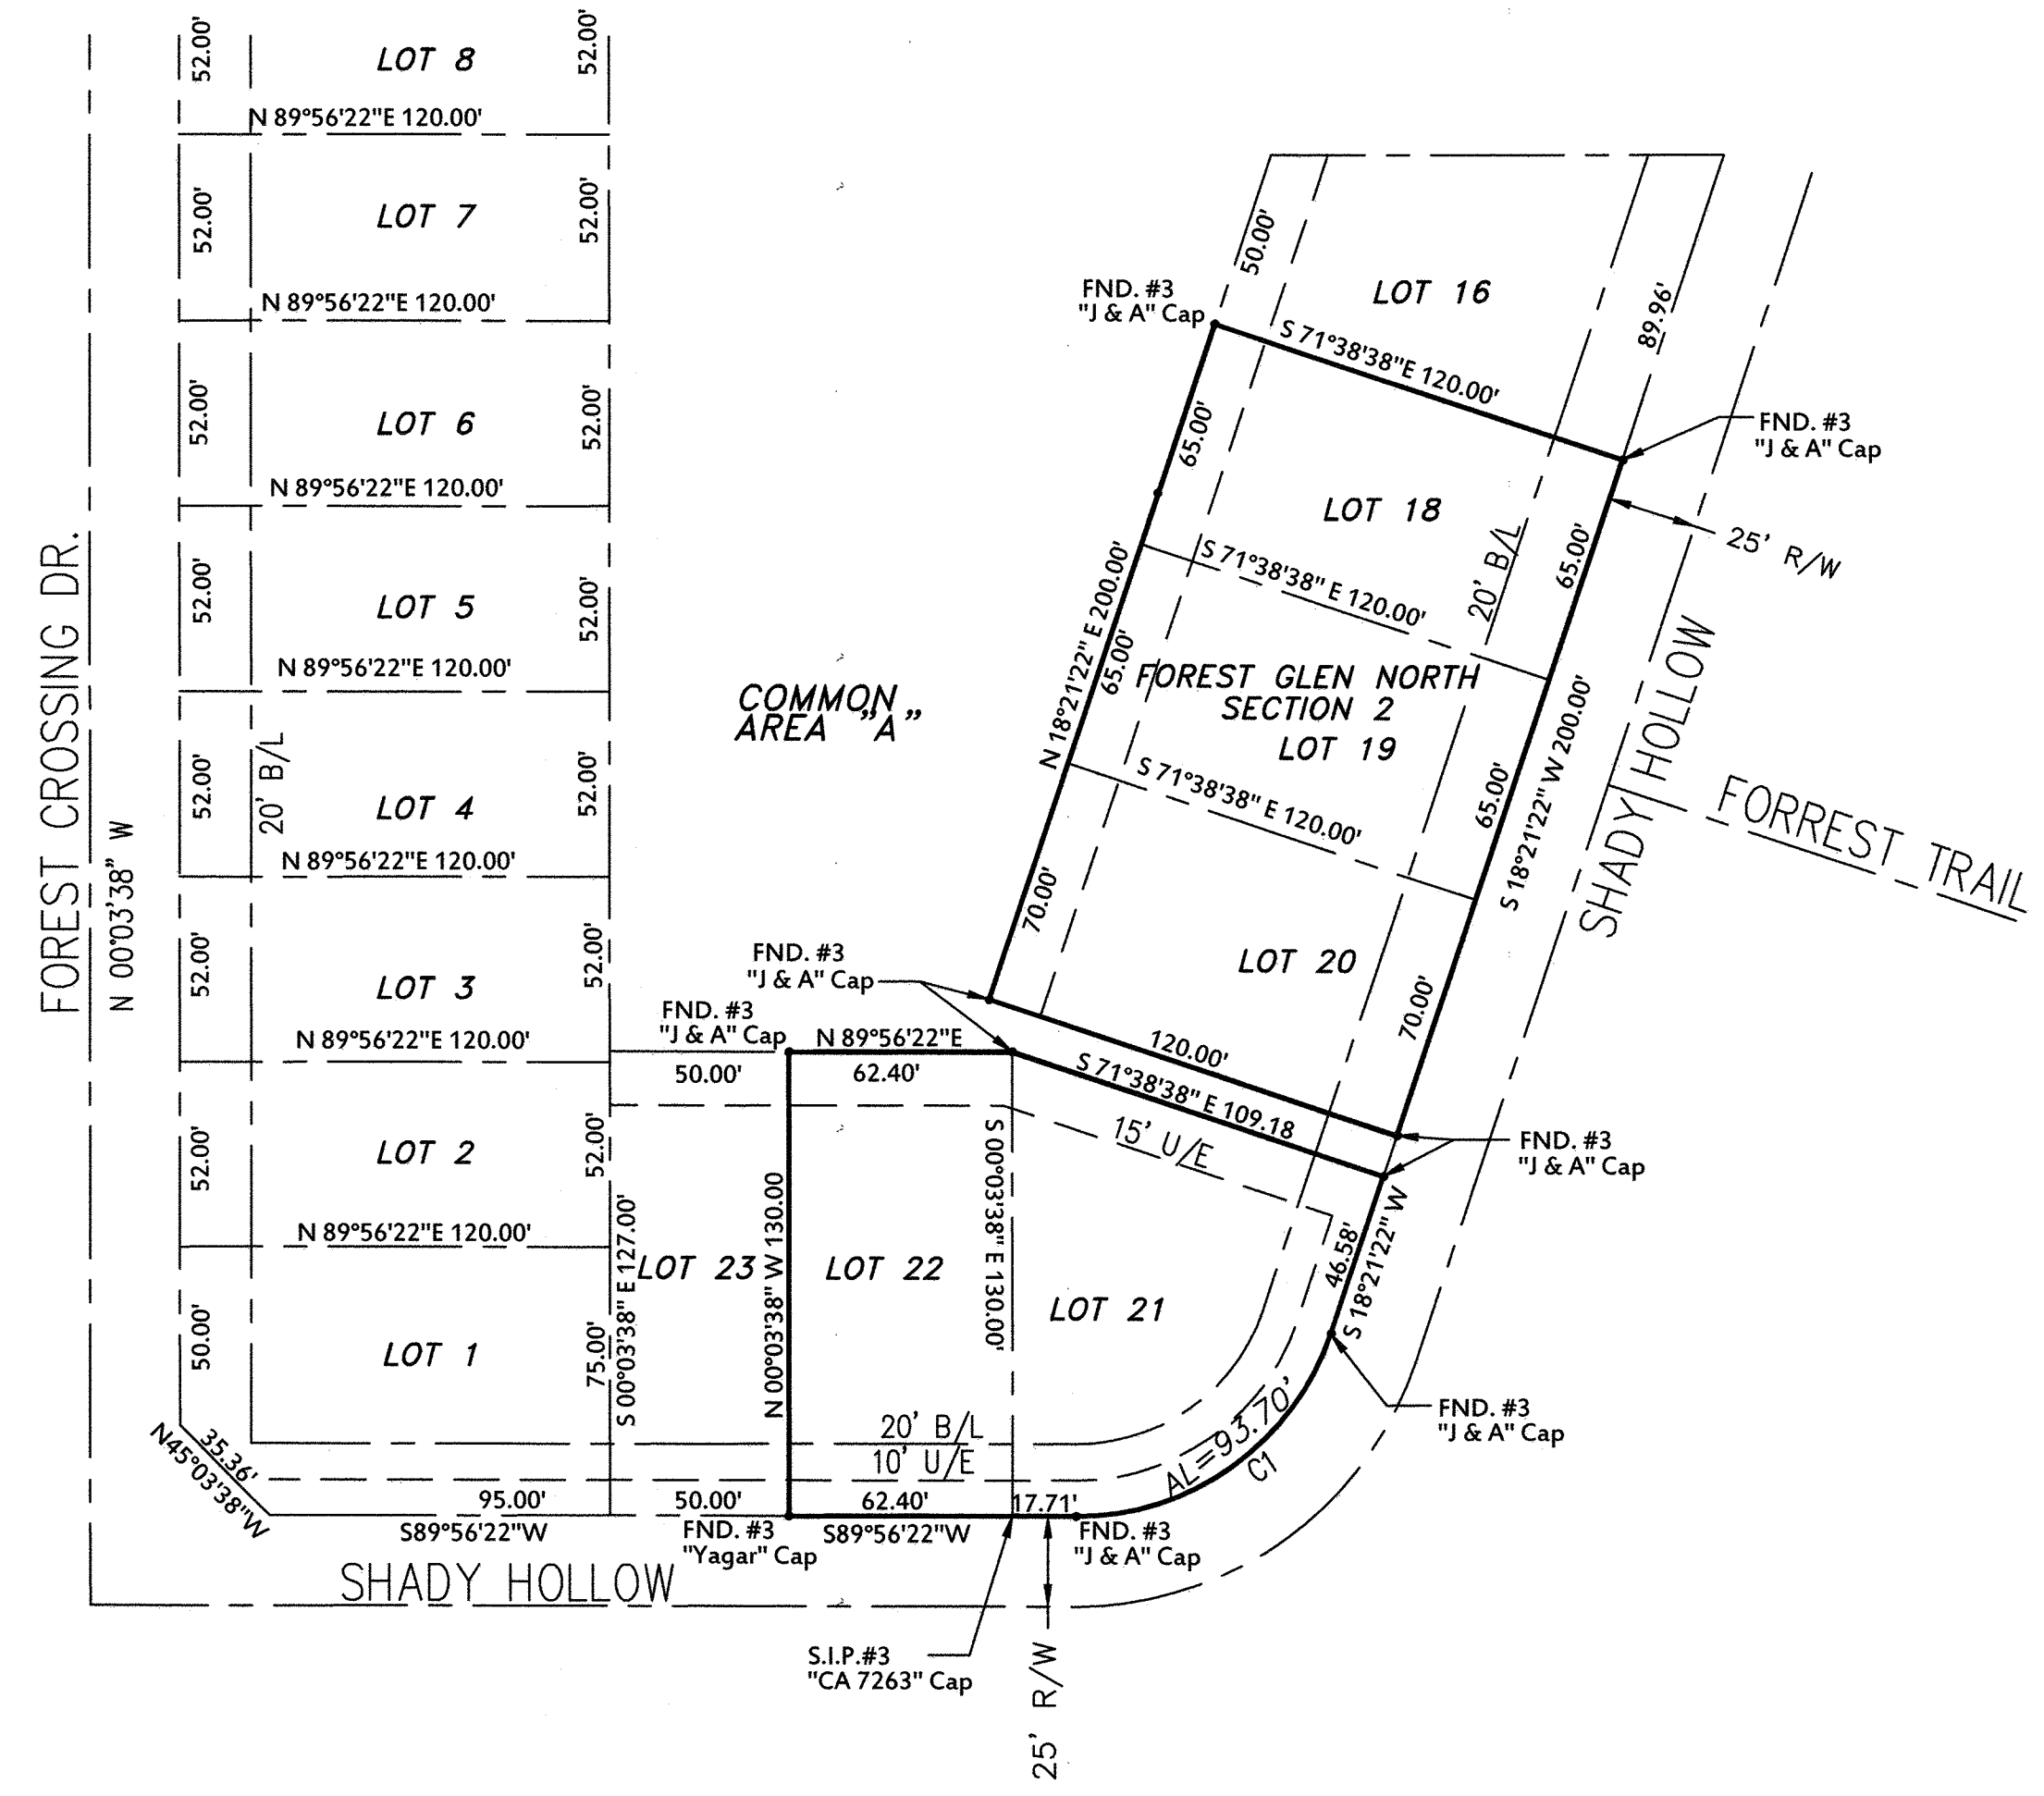 52.00'
LOT 8
52.00'
N 89°56'22"E 120.00'
52.00'
LOT 7
52.00'
N 89°56'22"E 120.00'
52.00'
LOT 6
52.00'
N 89°56'22"E 120.00'
52.00'
LOT 5
52.00'
N 89°56'22"E 120.00'
FOREST CROSSING DR.
N 00°03'38" W
52.00'
20' B/L
LOT 4
52.00'
N 89°56'22"E 120.00'
52.00'
LOT 3
52.00'
N 89°56'22"E 120.00'
52.00'
LOT 2
52.00'
N 89°56'22"E 120.00'
50.00'
LOT 1
75.00'
S 00°03'38" E 127.00'
35.36'
N45°03'38"W
95.00'
S89°56'22"W
SHADY HOLLOW
COMMON
AREA "A"
50.00'
LOT 16
89.96'
FND. #3
"J & A" Cap
S 71°38'38"E 120.00'
FND. #3
"J & A" Cap
65.00'
LOT 18
65.00'
25' R/W
20' B/L
S 71°38'38" E 120.00'
N 18°21'22" E 200.00'
65.00'
FOREST GLEN NORTH
SECTION 2
LOT 19
65.00'
S 18°21'22" W 200.00'
SHADY HOLLOW
FORREST TRAIL
S 71°38'38" E 120.00'
70.00'
LOT 20
70.00'
FND. #3
"J & A" Cap
120.00'
FND. #3
"J & A" Cap
N 89°56'22"E
50.00'
62.40'
S 71°38'38" E 109.18
15' U/E
FND. #3
"J & A" Cap
LOT 23
N 00°03'38" W 130.00
LOT 22
S 00°03'38" E 130.00'
LOT 21
46.58'
S 18°21'22" W
FND. #3
"J & A" Cap
20' B/L
10' U/E
AL=93.70'
C1
50.00'
62.40'
17.71'
FND. #3
"Yagar" Cap
S89°56'22"W
FND. #3
"J & A" Cap
S.I.P.#3
"CA 7263" Cap
25' R/W